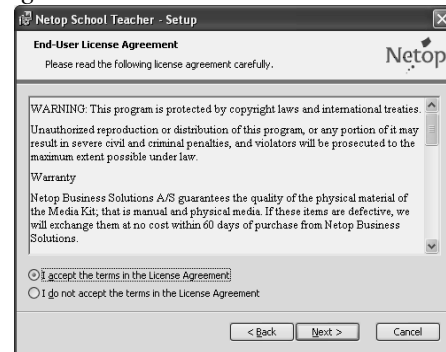 Netop School Teacher - Setup
End-User License Agreement
Please read the following license agreement carefully.
Netop
WARNING: This program is protected by copyright laws and international treaties.
Unauthorized reproduction or distribution of this program, or any portion of it may
result in severe civil and criminal penalties, and violators will be prosecuted to the
maximum extent possible under law.
Warranty
Netop Business Solutions A/S guarantees the quality of the physical material of
the Media Kit; that is manual and physical media. If these items are defective, we
will exchange them at no cost within 60 days of purchase from Netop Business
Solutions.
I accept the terms in the License Agreement
I do not accept the terms in the License Agreement
< Back Next > Cancel